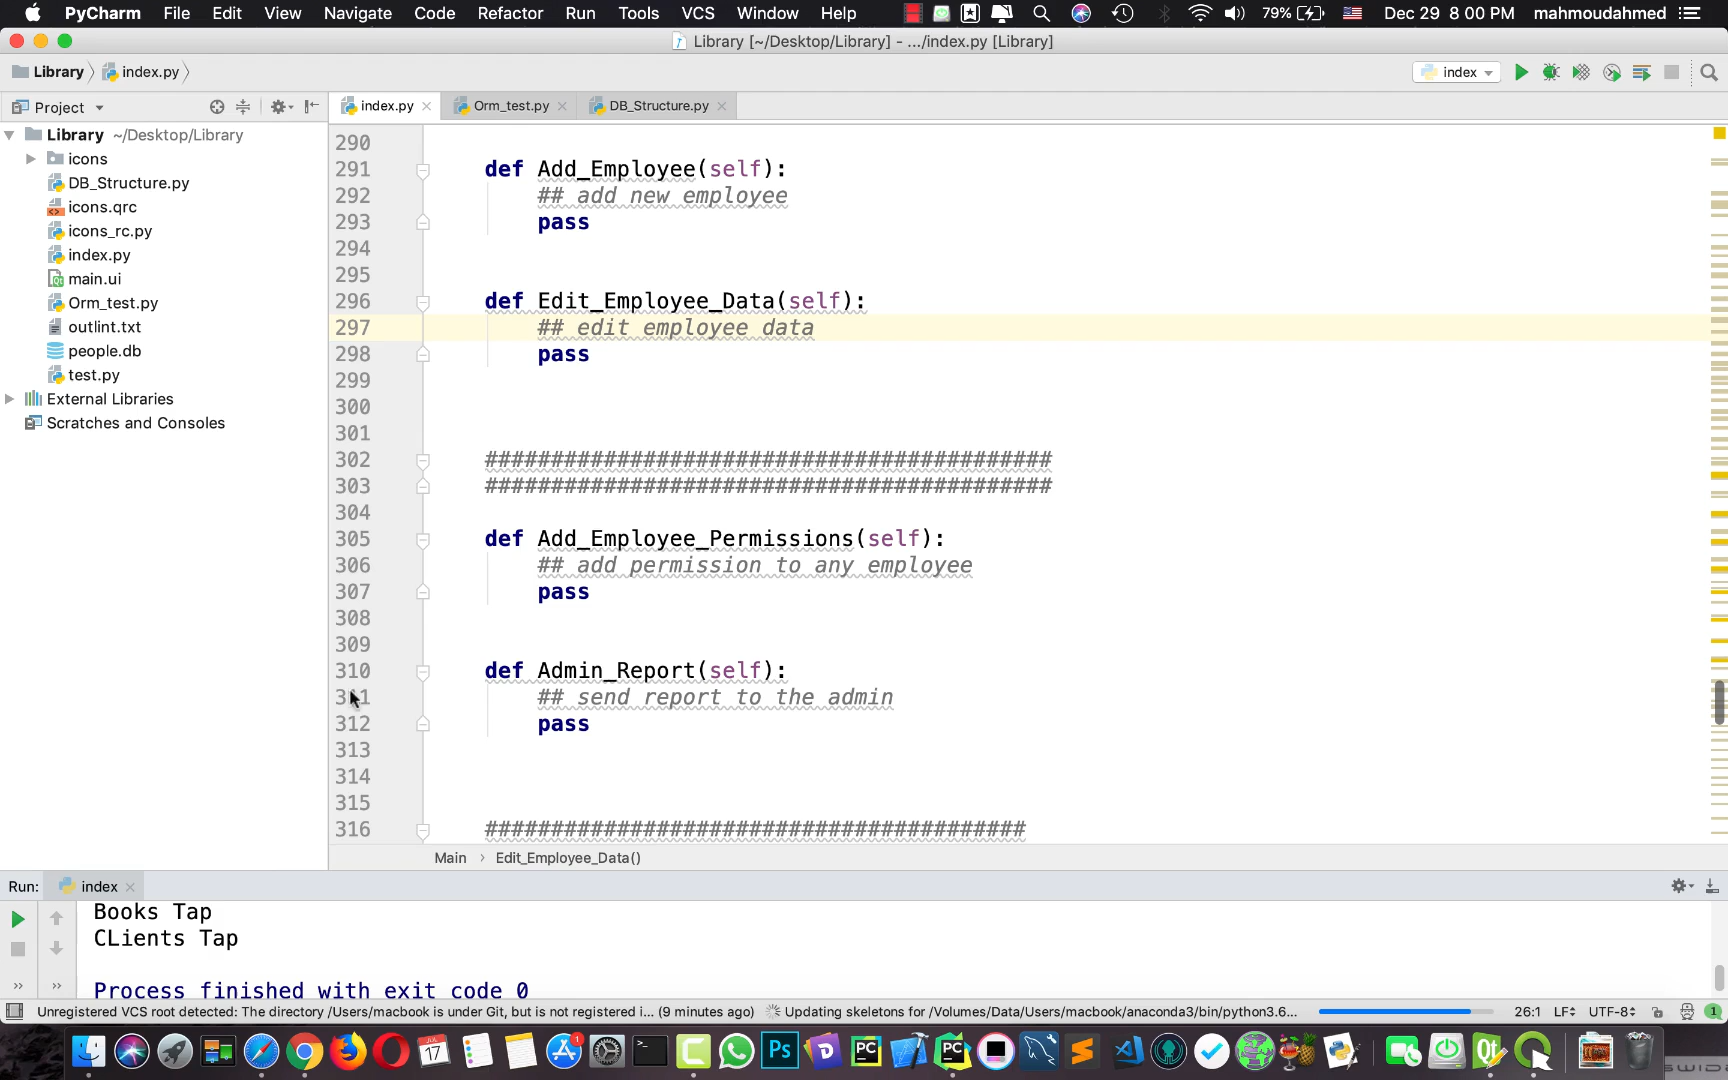 PyCharm File Edit View Navigate Code Refactor Run Tools VCS Window Help 79% Dec 29 8:00 PM mahmoudahmed
Library [~/Desktop/Library] - .../index.py [Library]
Library index.py index
Project index.py Orm_test.py DB_Structure.py
Library ~/Desktop/Library
icons
DB_Structure.py
icons.qrc
icons_rc.py
index.py
main.ui
Orm_test.py
outlint.txt
people.db
test.py
External Libraries
Scratches and Consoles
290
291 def Add_Employee(self):
292 ## add new employee
293 pass
294
295
296 def Edit_Employee_Data(self):
297 ## edit employee data
298 pass
299
300
301
302 ###########################################
303 ###########################################
304
305 def Add_Employee_Permissions(self):
306 ## add permission to any employee
307 pass
308
309
310 def Admin_Report(self):
311 ## send report to the admin
312 pass
313
314
315
316 #########################################
Main Edit_Employee_Data()
Run: index
Books Tap
CLients Tap
Process finished with exit code 0
Unregistered VCS root detected: The directory /Users/macbook is under Git, but is not registered i... (9 minutes ago) Updating skeletons for /Volumes/Data/Users/macbook/anaconda3/bin/python3.6... 26:1 LF UTF-8 1
JUL 17 1 Ps PC PC Qt